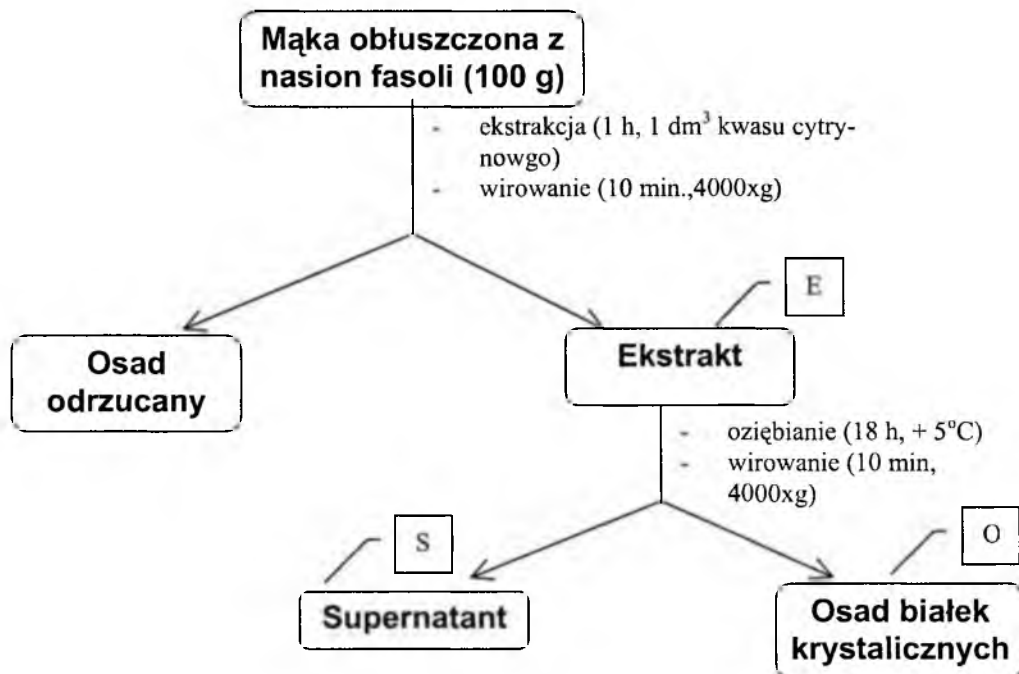 Mąka obłuszczona z
nasion fasoli (100 g)
- ekstrakcja (1 h, 1 dm³ kwasu cytry-
nowgo)
- wirowanie (10 min.,4000xg)
E
Osad
odrzucany
Ekstrakt
- oziębianie (18 h, + 5°C)
- wirowanie (10 min,
4000xg)
S
O
Supernatant
Osad białek
krystalicznych